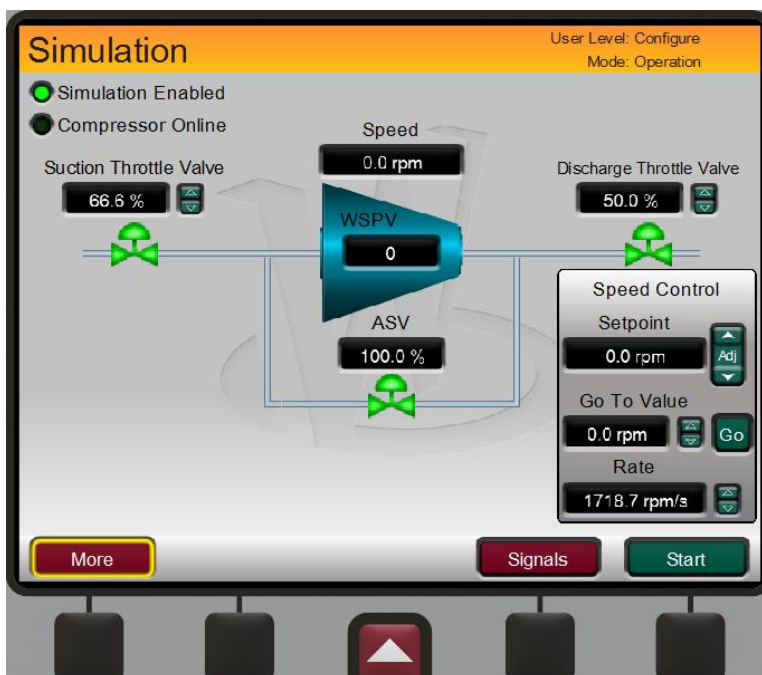 Simulation
User Level: Configure
Mode: Operation
Simulation Enabled
Compressor Online
Speed
0.0 rpm
Suction Throttle Valve
66.6 %
Discharge Throttle Valve
50.0 %
WSPV
0
ASV
100.0 %
Speed Control
Setpoint
0.0 rpm
Adj
Go To Value
0.0 rpm
Go
Rate
1718.7 rpm/s
More
Signals
Start